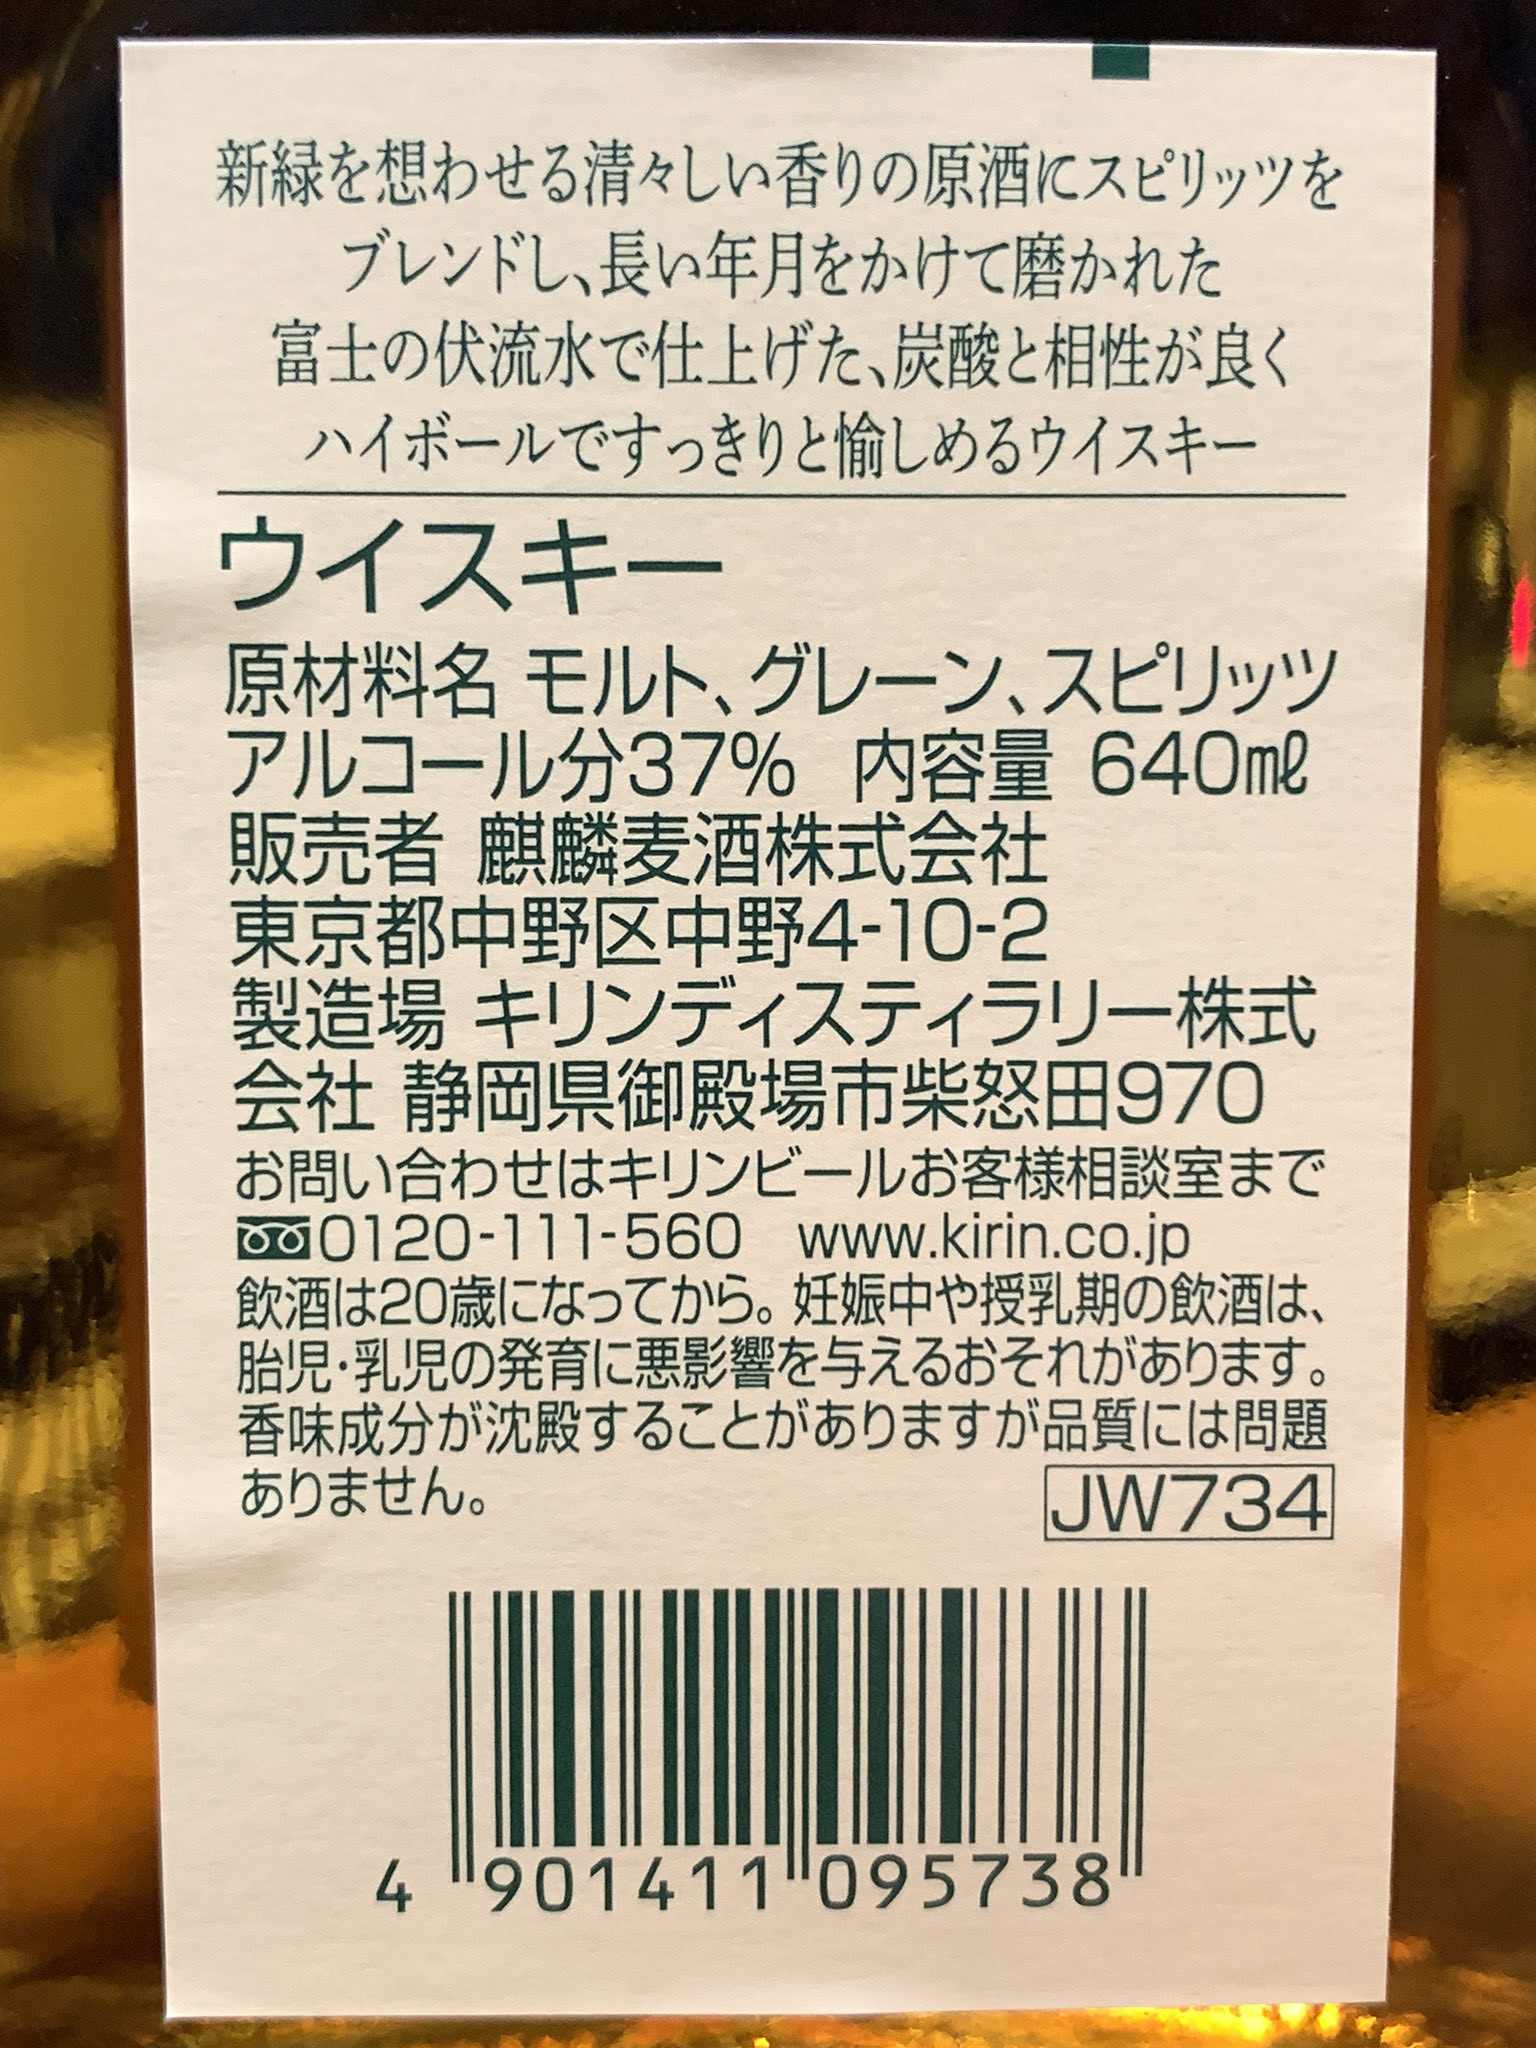 新緑を想わせる清々しい香りの原酒にスピリッツを
ブレンドし、長い年月をかけて磨かれた
富士の伏流水で仕上げた、炭酸と相性が良く
ハイボールですっきりと愉しめるウイスキー
ウイスキー
原材料名 モルト、グレーン、スピリッツ
アルコール分37% 内容量 640㎖
販売者 麒麟麦酒株式会社
東京都中野区中野4-10-2
製造場 キリンディスティラリー株式
会社 静岡県御殿場市柴怒田970
お問い合わせはキリンビールお客様相談室まで
0120-111-560 www.kirin.co.jp
飲酒は20歳になってから。妊娠中や授乳期の飲酒は、
胎児・乳児の発育に悪影響を与えるおそれがあります。
香味成分が沈殿することがありますが品質には問題
ありません。
JW734
4 901411 095738